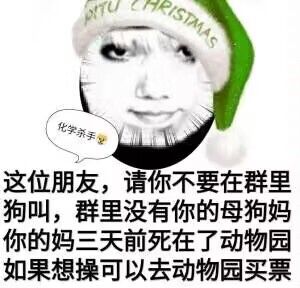 PITU CHRISTMAS
化学杀手
这位朋友，请你不要在群里
狗叫，群里没有你的母狗妈
你的妈三天前死在了动物园
如果想操可以去动物园买票